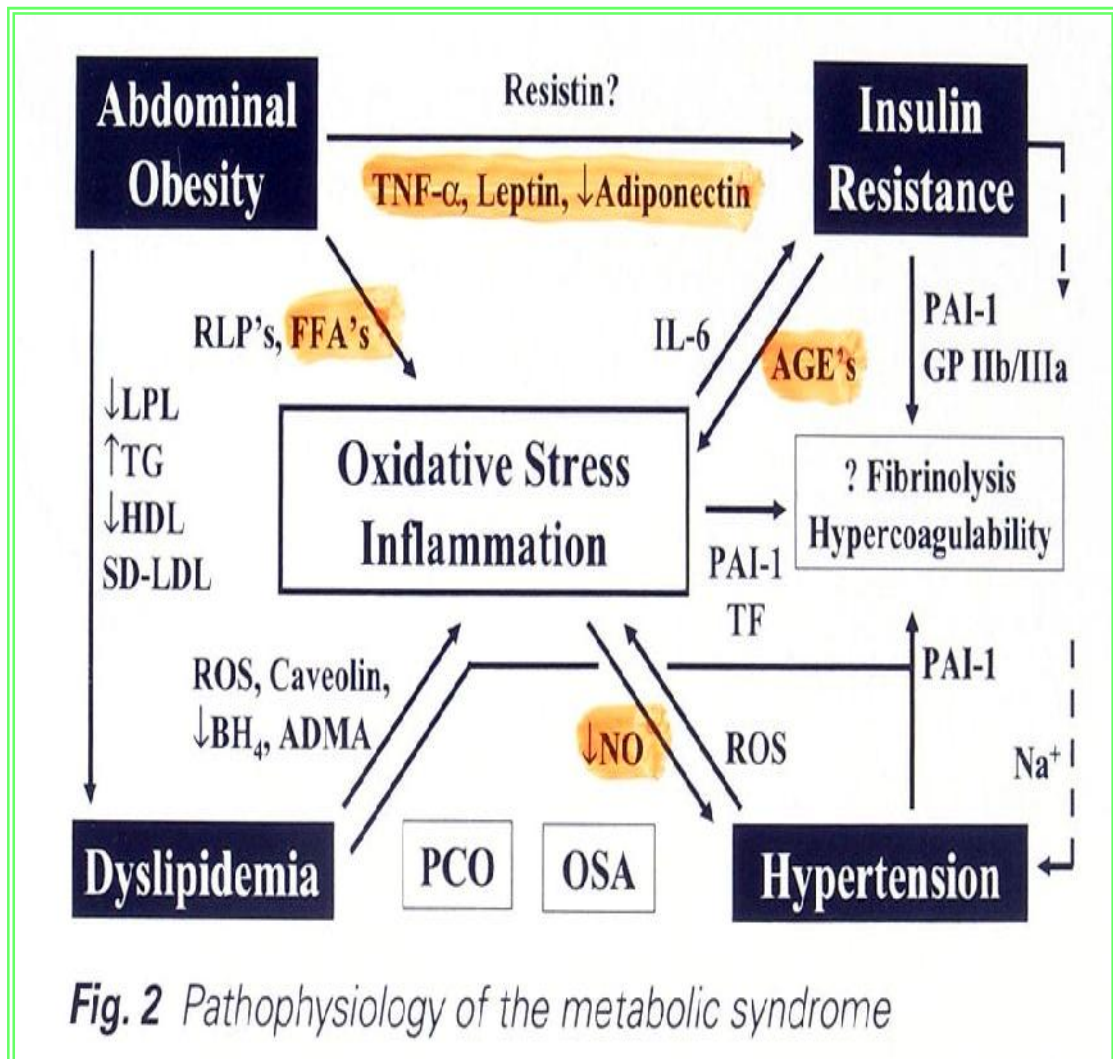 Abdominal
Obesity
Resistin?
TNF-α, Leptin, ↓Adiponectin
Insulin
Resistance
RLP's, FFA's
IL-6
AGE's
PAI-1
GP IIb/IIIa
↓LPL
↑TG
↓HDL
SD-LDL
Oxidative Stress
Inflammation
? Fibrinolysis
Hypercoagulability
PAI-1
TF
ROS, Caveolin,
↓BH₄, ADMA
↓NO
ROS
PAI-1
Na⁺
Dyslipidemia
PCO
OSA
Hypertension
Fig. 2 Pathophysiology of the metabolic syndrome